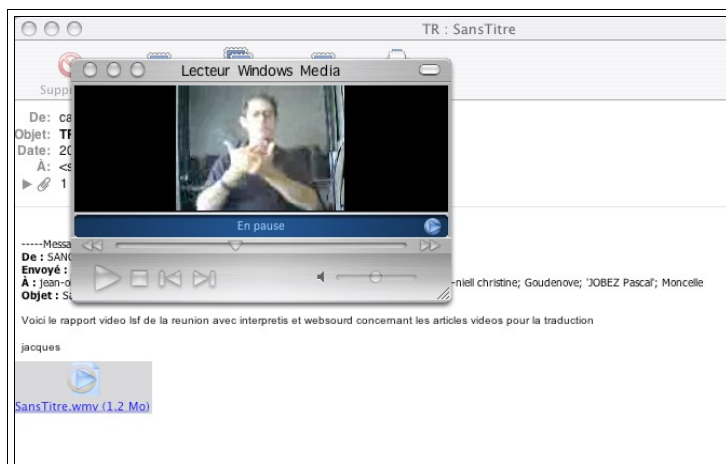 TR : SansTitre
Lecteur Windows Media
Supp
De: ca
Objet: TR
Date: 20
À: <s
1
En pause
-----Messa
De : SANC
Envoyé :
À : jean-o -niell christine; Goudenove; 'JOBEZ Pascal'; Moncelle
Objet : Sa
Voici le rapport video lsf de la reunion avec interpretis et websourd concernant les articles videos pour la traduction
jacques
SansTitre.wmv (1.2 Mo)